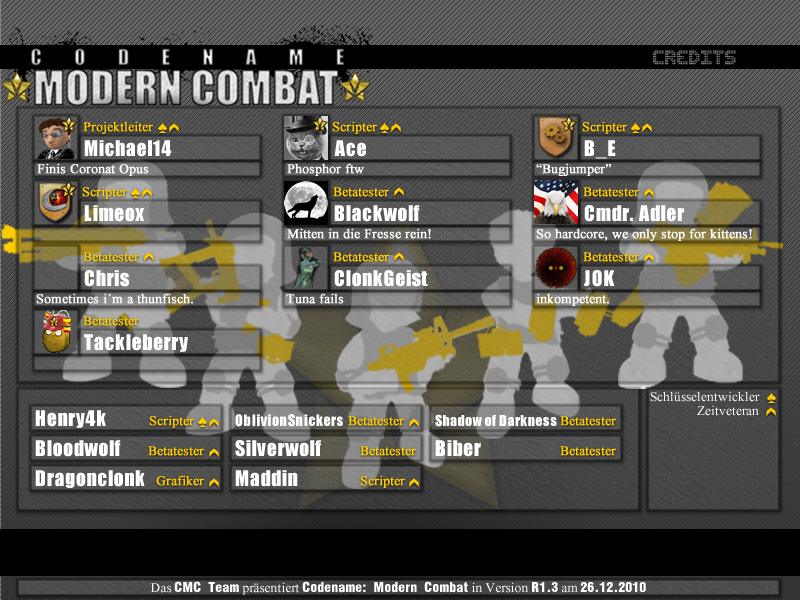 CODENAME
CREDITS
MODERN COMBAT
Projektleiter
Michael14
Finis Coronat Opus
Scripter
Ace
Phosphor ftw
Scripter
B_E
“Bugjumper”
Scripter
Limeox
Betatester
Blackwolf
Mitten in die Fresse rein!
Betatester
Cmdr. Adler
So hardcore, we only stop for kittens!
Betatester
Chris
Sometimes i´m a thunfisch.
Betatester
ClonkGeist
Tuna fails
Betatester
JOK
inkompetent.
Betatester
Tackleberry
Henry4k Scripter
OblivionSnickers Betatester
Shadow of Darkness Betatester
Bloodwolf Betatester
Silverwolf Betatester
Biber Betatester
Dragonclonk Grafiker
Maddin Scripter
Schlüsselentwickler
Zeitveteran
Das CMC Team präsentiert Codename: Modern Combat in Version R1.3 am 26.12.2010